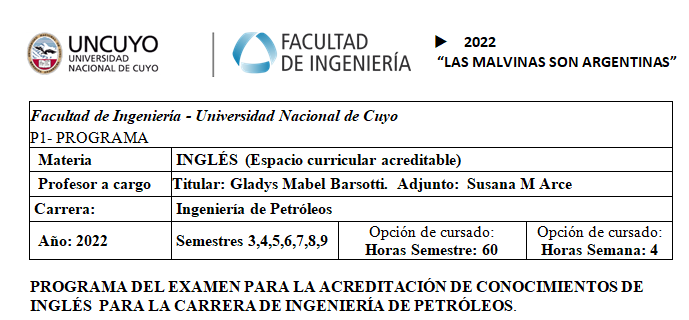 UNCUYO
UNIVERSIDAD
NACIONAL DE CUYO
FACULTAD
DE INGENIERÍA
► 2022
“LAS MALVINAS SON ARGENTINAS”
Facultad de Ingeniería - Universidad Nacional de Cuyo
P1- PROGRAMA
Materia INGLÉS (Espacio curricular acreditable)
Profesor a cargo Titular: Gladys Mabel Barsotti. Adjunto: Susana M Arce
Carrera: Ingeniería de Petróleos
Año: 2022 Semestres 3,4,5,6,7,8,9 Opción de cursado: Horas Semestre: 60 Opción de cursado: Horas Semana: 4
PROGRAMA DEL EXAMEN PARA LA ACREDITACIÓN DE CONOCIMIENTOS DE
INGLÉS PARA LA CARRERA DE INGENIERÍA DE PETRÓLEOS.